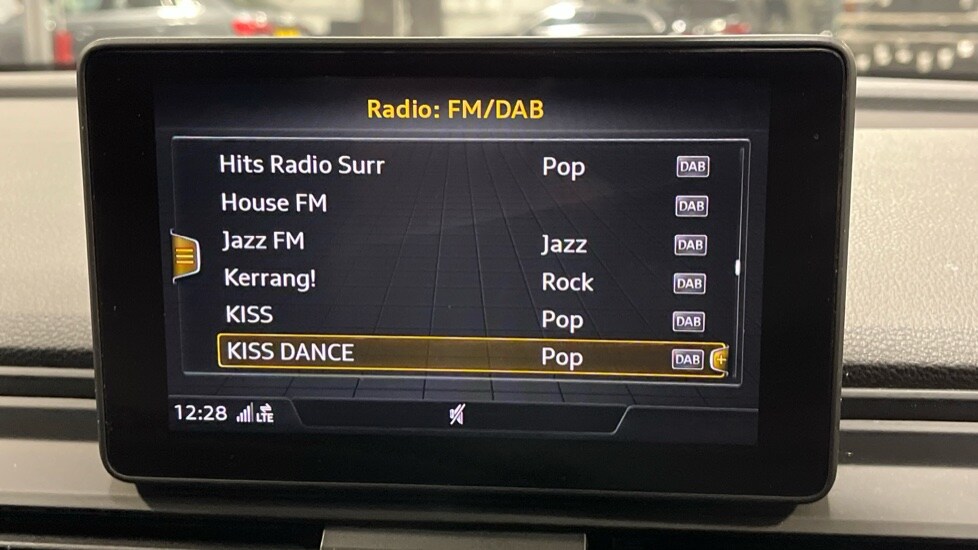 Radio: FM/DAB
Hits Radio Surr Pop DAB
House FM DAB
Jazz FM Jazz DAB
Kerrang! Rock DAB
KISS Pop DAB
KISS DANCE Pop DAB +
12:28 LTE